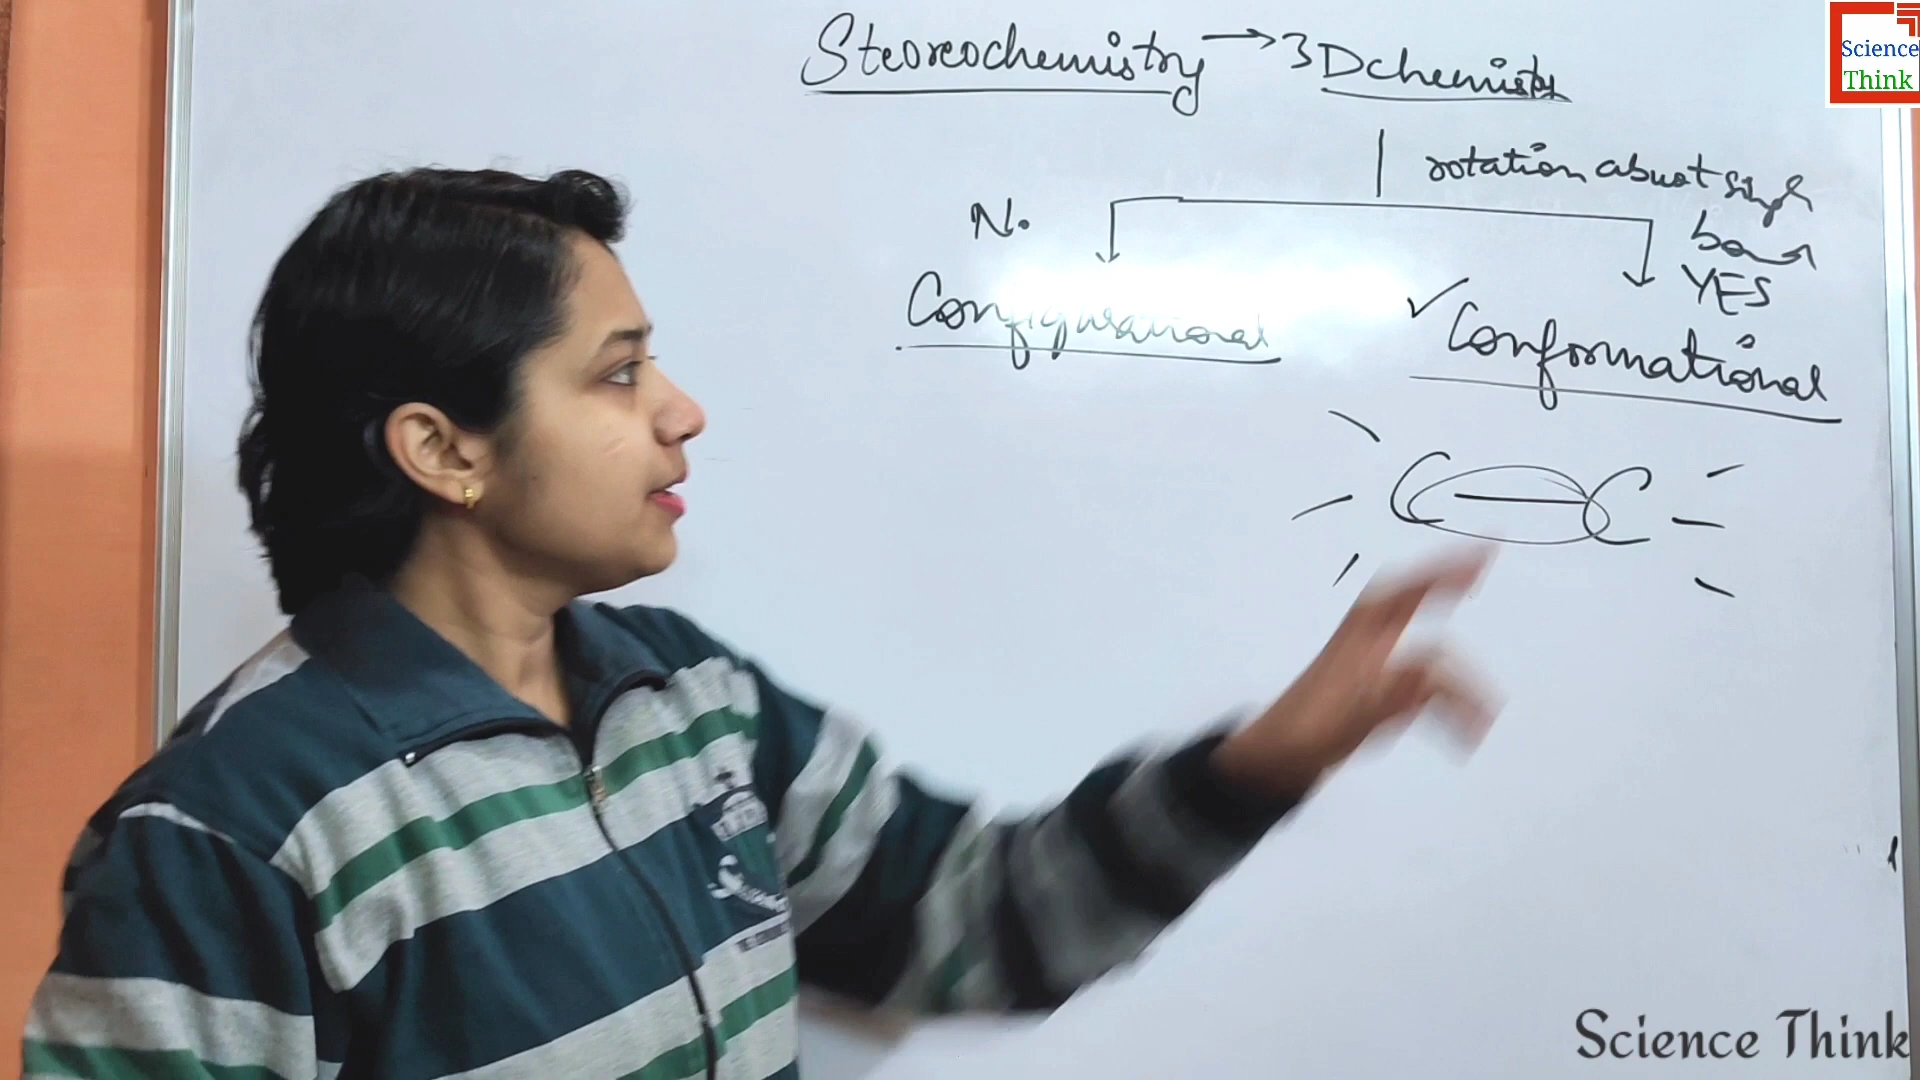 Stereochemistry → 3D chemistry
Science
Think
rotation about single
bond
No
YES
Configurational
✓ Conformational
C — C
Science Think